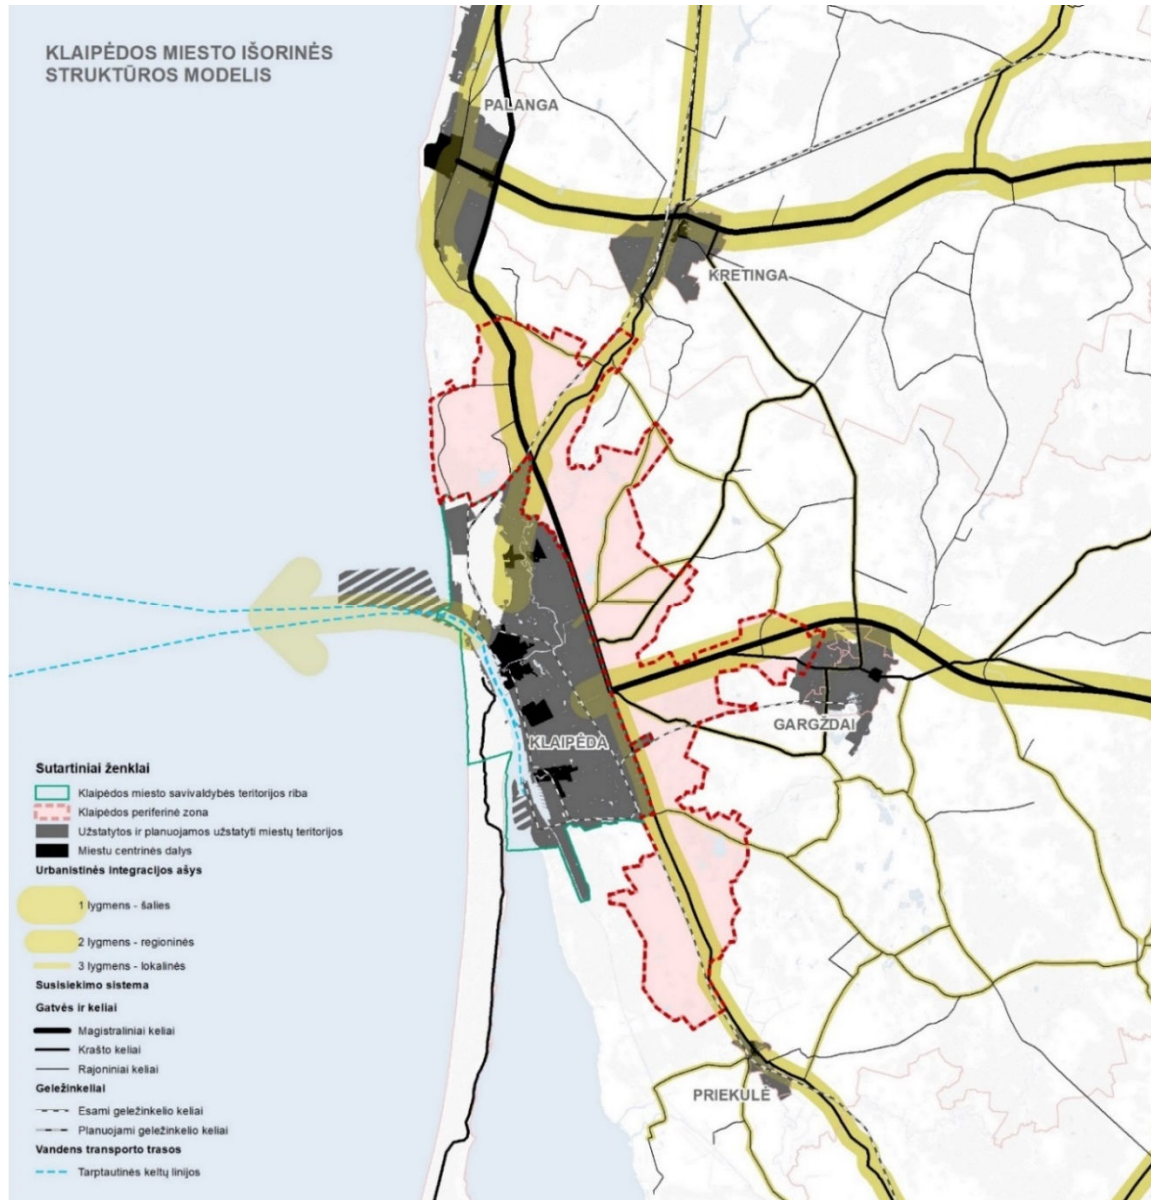 KLAIPĖDOS MIESTO IŠORINĖS
STRUKTŪROS MODELIS
PALANGA
KRETINGA
GARGŽDAI
KLAIPĖDA
PRIEKULĖ
Sutartiniai ženklai
Klaipėdos miesto savivaldybės teritorijos riba
Klaipėdos periferinė zona
Užstatytos ir planuojamos užstatyti miestų teritorijos
Miestu centrinės dalys
Urbanistinės integracijos ašys
1 lygmens - šalies
2 lygmens - regioninės
3 lygmens - lokalinės
Susisiekimo sistema
Gatvės ir keliai
Magistraliniai keliai
Krašto keliai
Rajoniniai keliai
Geležinkeliai
Esami geležinkelio keliai
Planuojami geležinkelio keliai
Vandens transporto trasos
Tarptautinės keltų linijos